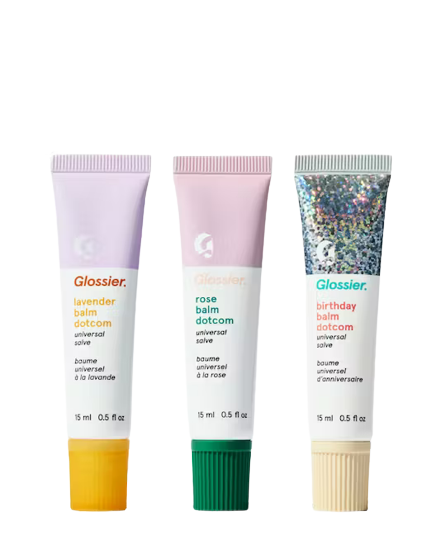 Glossier.
lavender
balm
dotcom
universal
salve
baume
universel
à la lavande
15 ml 0.5 fl oz
Glossier.
rose
balm
dotcom
universal
salve
baume
universel
à la rose
15 ml 0.5 fl oz
Glossier.
birthday
balm
dotcom
universal
salve
baume
universel
d'anniversaire
15 ml 0.5 fl oz